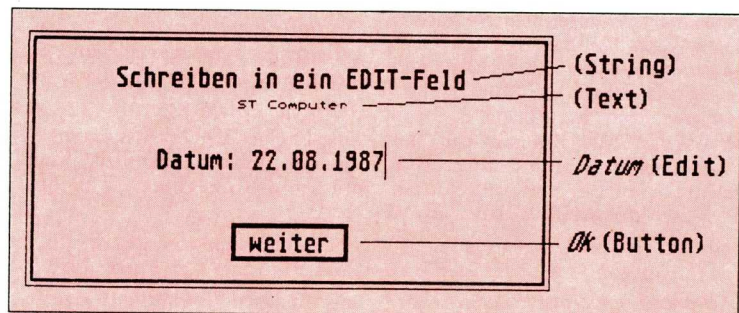 Schreiben in ein EDIT-Feld
(String)
ST Computer
(Text)
Datum: 22.08.1987
Datum (Edit)
weiter
Ok (Button)